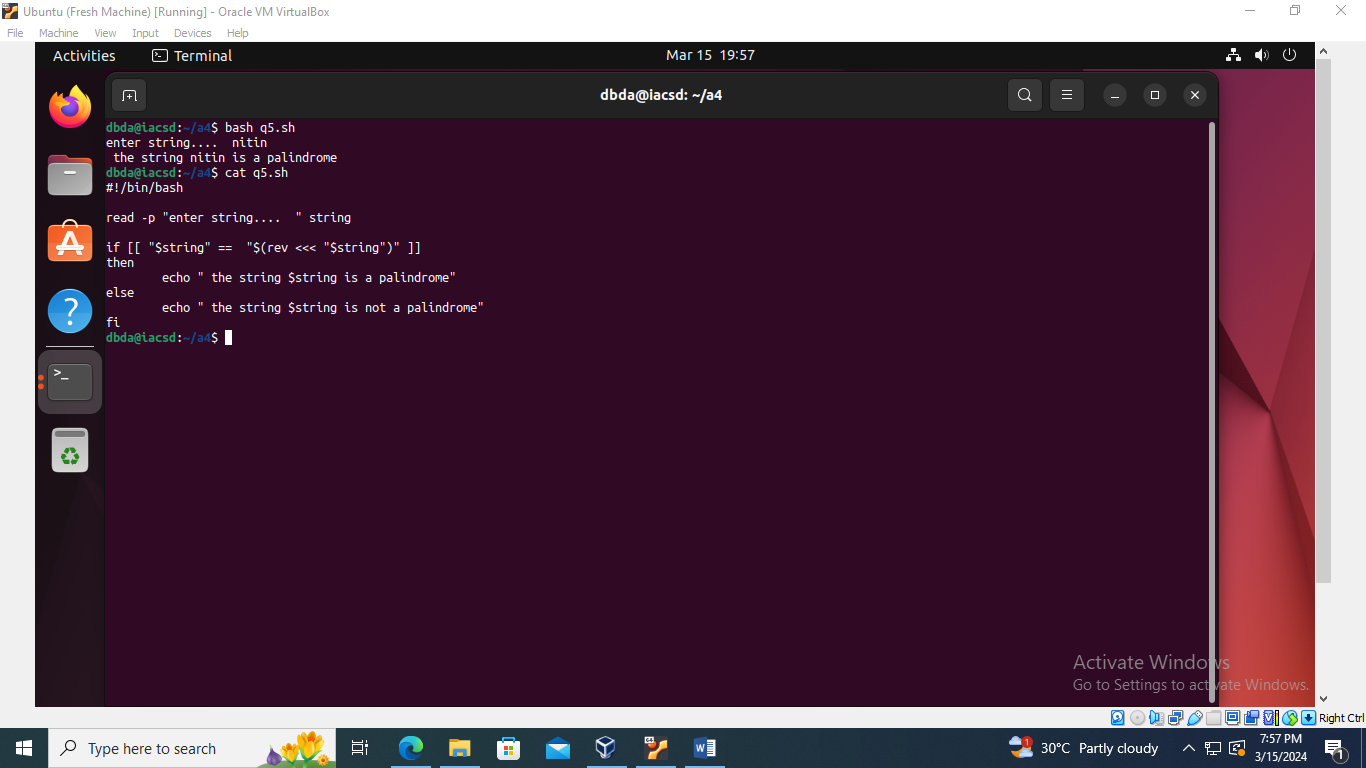 Ubuntu (Fresh Machine) [Running] - Oracle VM VirtualBox
File Machine View Input Devices Help
Activities Terminal Mar 15 19:57
dbda@iacsd: ~/a4
dbda@iacsd:~/a4$ bash q5.sh
enter string....  nitin
 the string nitin is a palindrome
dbda@iacsd:~/a4$ cat q5.sh
#!/bin/bash
read -p "enter string....  " string
if [[ "$string" ==  "$(rev <<< "$string")" ]]
then
        echo " the string $string is a palindrome"
else
        echo " the string $string is not a palindrome"
fi
dbda@iacsd:~/a4$
Activate Windows
Go to Settings to activate Windows.
Right Ctrl
Type here to search
30°C Partly cloudy
7:57 PM
3/15/2024
1